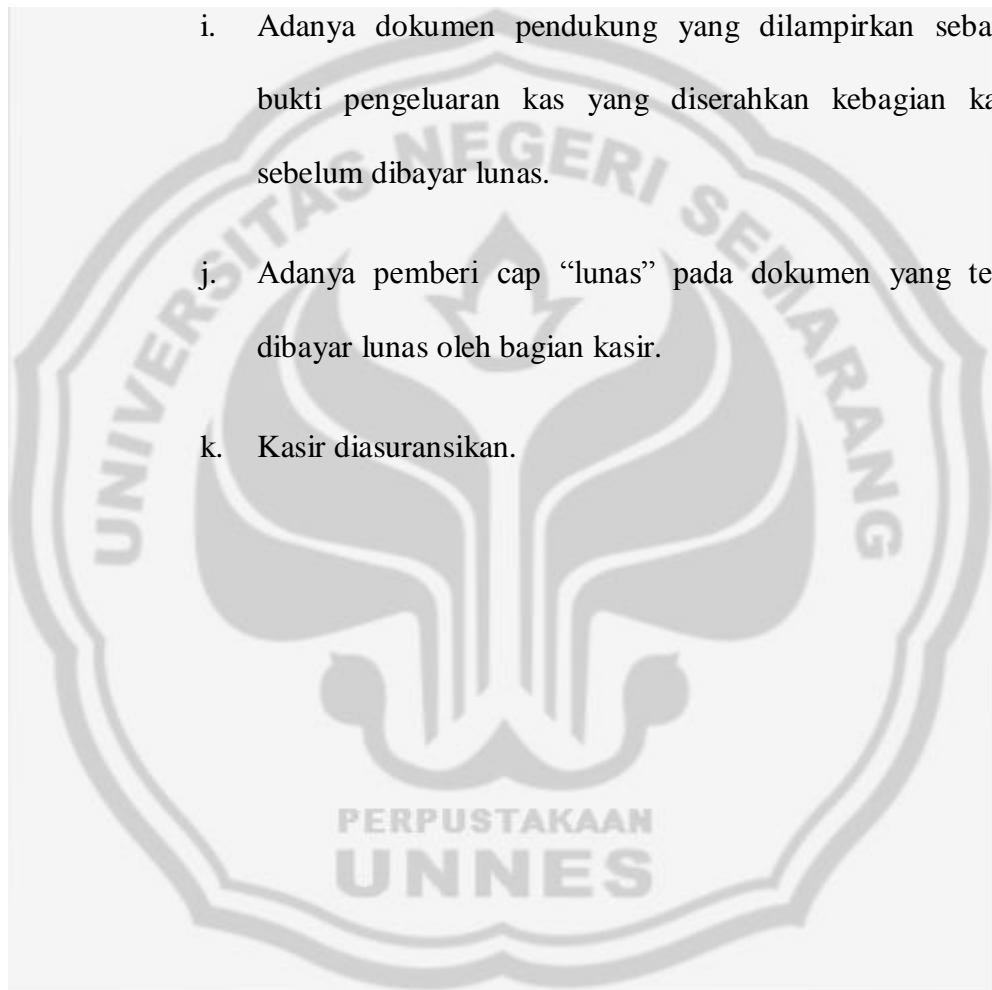 i. Adanya dokumen pendukung yang dilampirkan seba
bukti pengeluaran kas yang diserahkan kebagian ka
sebelum dibayar lunas.
j. Adanya pemberi cap “lunas” pada dokumen yang te
dibayar lunas oleh bagian kasir.
k. Kasir diasuransikan.
UNIVERSITAS NEGERI SEMARANG
PERPUSTAKAAN
UNNES